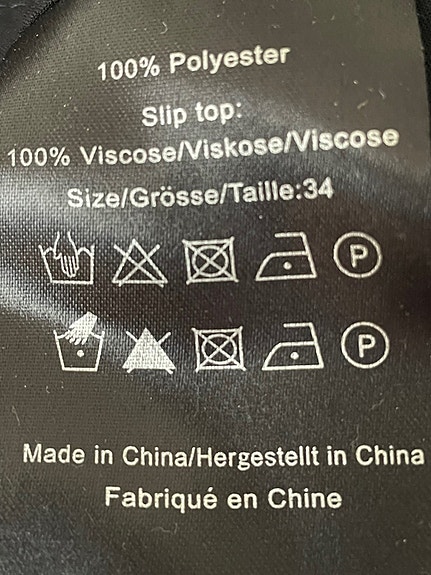 100% Polyester
Slip top:
100% Viscose/Viskose/Viscose
Size/Grösse/Taille:34
P
P
Made in China/Hergestellt in China
Fabriqué en Chine